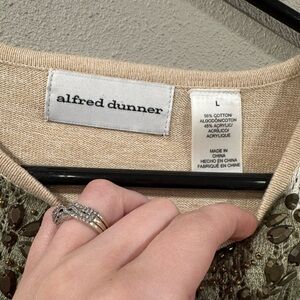 alfred dunner
L
55% COTTON/
ALGODÓN/COTON
45% ACRYLIC/
ACRÍLICO/
ACRYLIQUE
MADE IN
CHINA
HECHO EN CHINA
FABRIQUÉ EN CHINE